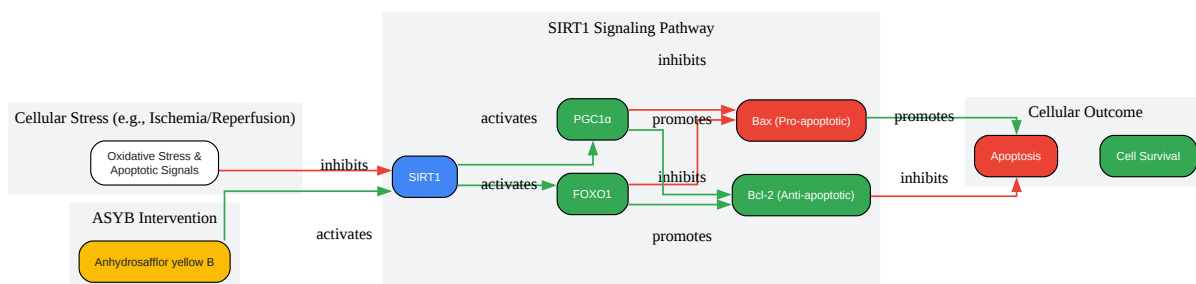 SIRT1 Signaling Pathway
inhibits
Cellular Stress (e.g., Ischemia/Reperfusion)
Oxidative Stress &
Apoptotic Signals
inhibits
SIRT1
activates
activates
PGC1α
FOXO1
promotes
inhibits
promotes
Bax (Pro-apoptotic)
Bcl-2 (Anti-apoptotic)
promotes
inhibits
Cellular Outcome
Apoptosis
Cell Survival
ASYB Intervention
Anhydrosafflor yellow B
activates